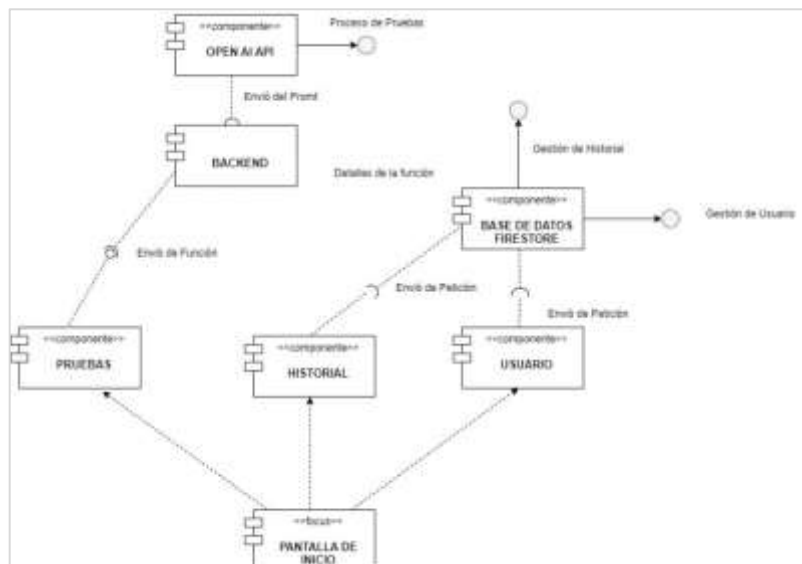 <<componente>>
OPEN AI API
Proceso de Pruebas
Envió del Promt
BACKEND
Gestión de Historial
Detalles de la función
<<componente>>
BASE DE DATOS
FIRESTORE
Gestión de Usuario
Envió de Función
Envió de Petición
Envió de Petición
<<componente>>
PRUEBAS
<<componente>>
HISTORIAL
<<componente>>
USUARIO
<<focus>>
PANTALLA DE
INICIO